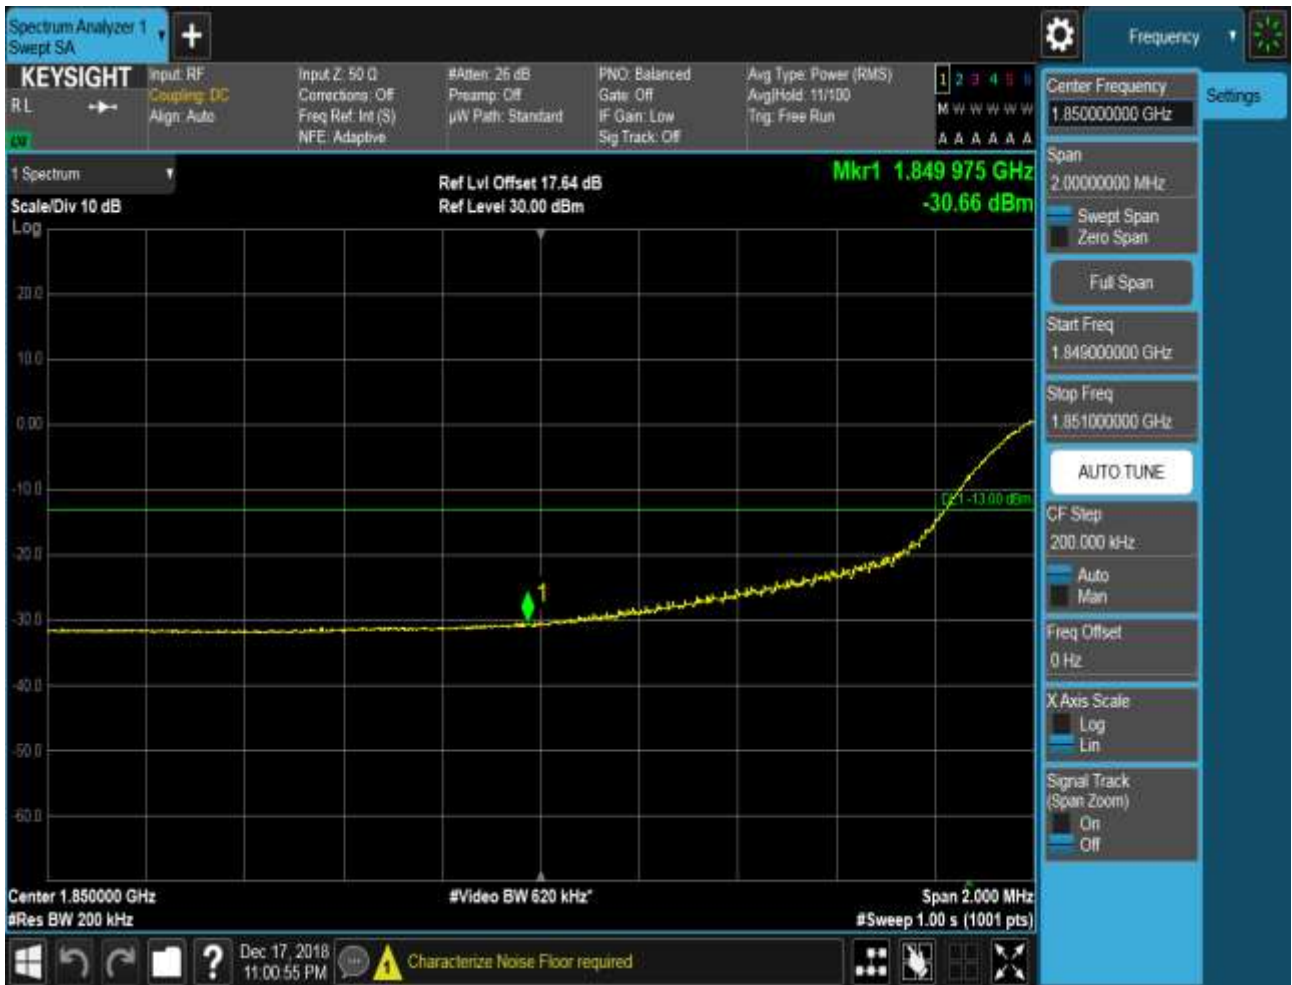 Spectrum Analyzer 1
Swept SA
Frequency
KEYSIGHT
R L
LXI
Input: RF
Coupling: DC
Align: Auto
Input Z: 50 Ω
Corrections: Off
Freq Ref: Int (S)
NFE: Adaptive
#Atten: 26 dB
Preamp: Off
µW Path: Standard
PNO: Balanced
Gate: Off
IF Gain: Low
Sig Track: Off
Avg Type: Power (RMS)
Avg|Hold: 11/100
Trig: Free Run
1 2 3 4 5 6
M W W W W W
A A A A A A
1 Spectrum
Scale/Div 10 dB
Log
Ref Lvl Offset 17.64 dB
Ref Level 30.00 dBm
Mkr1 1.849 975 GHz
-30.66 dBm
20.0
10.0
0.00
-10.0
-20.0
-30.0
-40.0
-50.0
-60.0
DL1 -13.00 dBm
1
Center 1.850000 GHz
#Res BW 200 kHz
#Video BW 620 kHz*
Span 2.000 MHz
#Sweep 1.00 s (1001 pts)
Center Frequency
1.850000000 GHz
Settings
Span
2.00000000 MHz
Swept Span
Zero Span
Full Span
Start Freq
1.849000000 GHz
Stop Freq
1.851000000 GHz
AUTO TUNE
CF Step
200.000 kHz
Auto
Man
Freq Offset
0 Hz
X Axis Scale
Log
Lin
Signal Track
(Span Zoom)
On
Off
?
Dec 17, 2018
11:00:55 PM
1
Characterize Noise Floor required